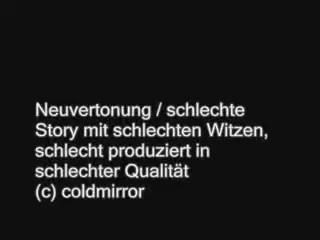 Neuvertonung / schlechte
Story mit schlechten Witzen,
schlecht produziert in
schlechter Qualität
(c) coldmirror